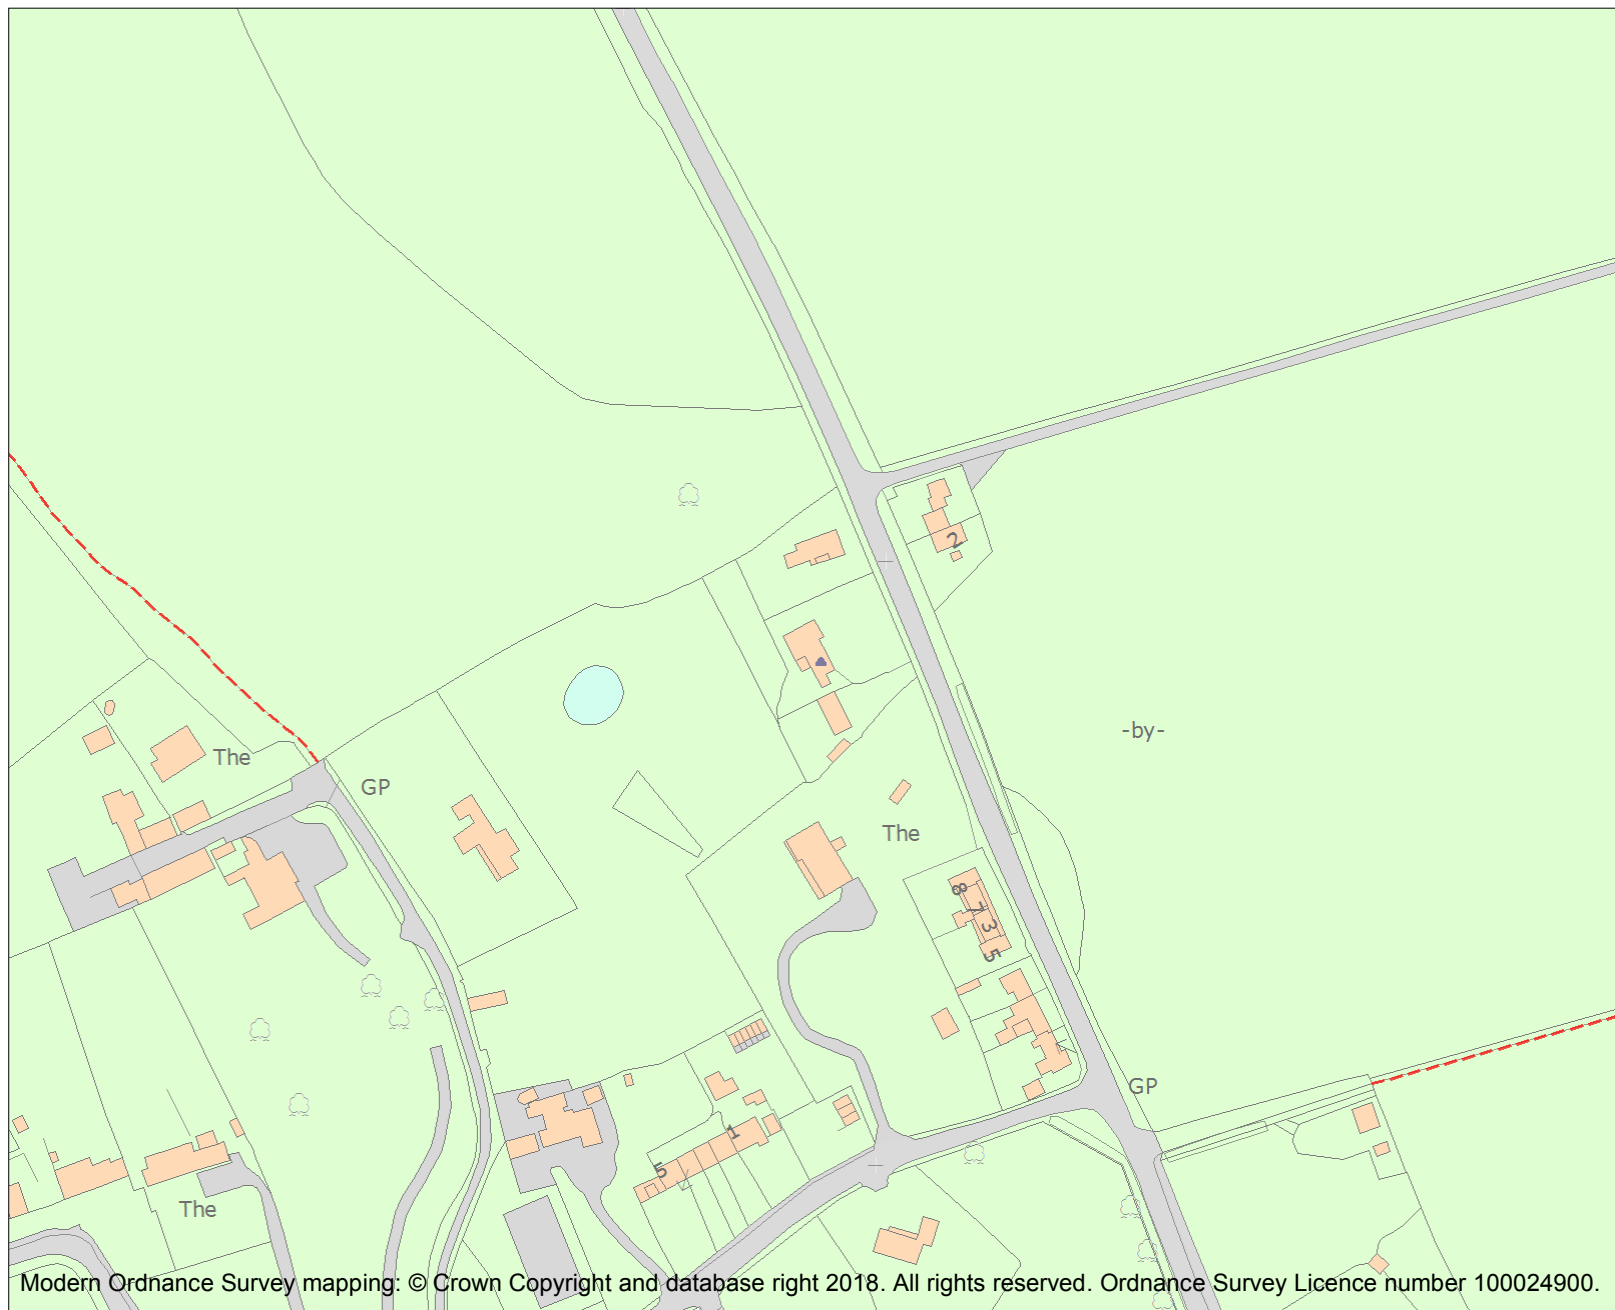 2
-by-
The
GP
The
8
7
3
5
GP
1
5
The
Modern Ordnance Survey mapping: © Crown Copyright and database right 2018. All rights reserved. Ordnance Survey Licence number 100024900.